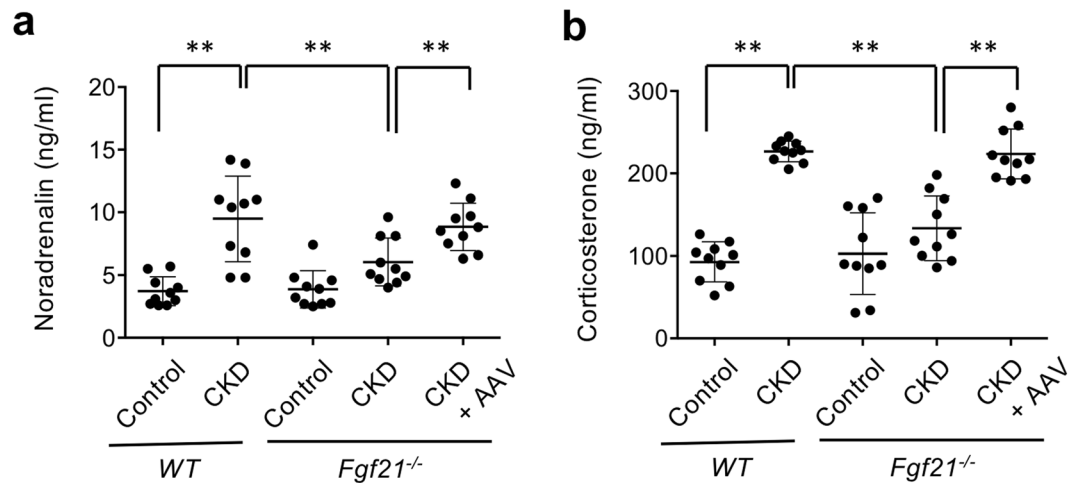 a
**
**
**
Noradrenalin (ng/ml)
20
15
10
5
0
Control
CKD
Control
CKD
CKD
+ AAV
WT
Fgf21-/-
b
**
**
**
Corticosterone (ng/ml)
300
200
100
0
Control
CKD
Control
CKD
CKD
+ AAV
WT
Fgf21-/-